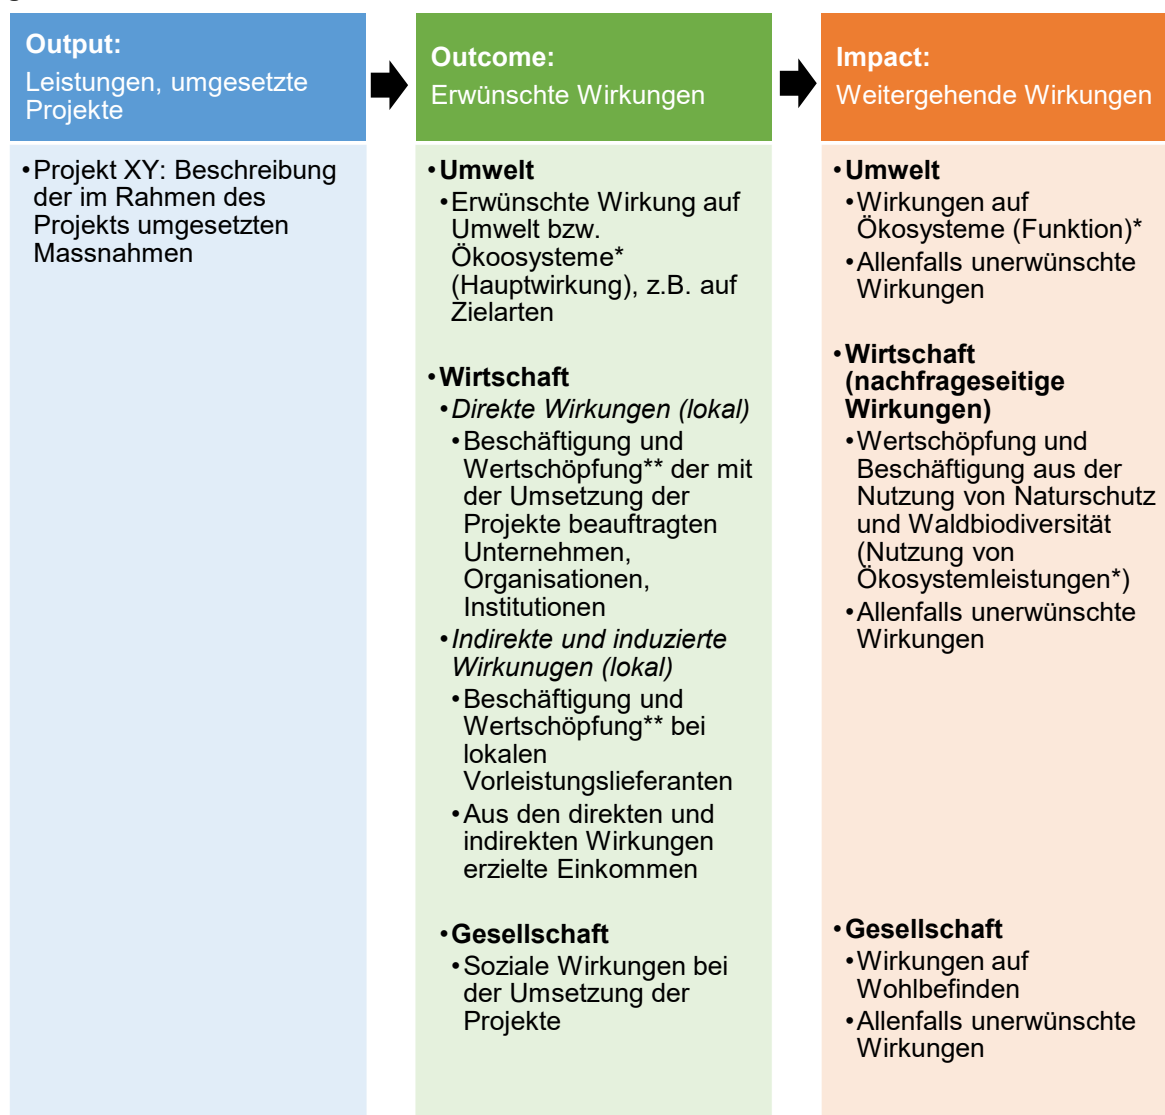 Output:
Leistungen, umgesetzte
Projekte
•Projekt XY: Beschreibung
der im Rahmen des
Projekts umgesetzten
Massnahmen
Outcome:
Erwünschte Wirkungen
•Umwelt
•Erwünschte Wirkung auf
Umwelt bzw.
Ökoosysteme*
(Hauptwirkung), z.B. auf
Zielarten
•Wirtschaft
•Direkte Wirkungen (lokal)
•Beschäftigung und
Wertschöpfung** der mit
der Umsetzung der
Projekte beauftragten
Unternehmen,
Organisationen,
Institutionen
•Indirekte und induzierte
Wirkunugen (lokal)
•Beschäftigung und
Wertschöpfung** bei
lokalen
Vorleistungslieferanten
•Aus den direkten und
indirekten Wirkungen
erzielte Einkommen
•Gesellschaft
•Soziale Wirkungen bei
der Umsetzung der
Projekte
Impact:
Weitergehende Wirkungen
•Umwelt
•Wirkungen auf
Ökosysteme (Funktion)*
•Allenfalls unerwünschte
Wirkungen
•Wirtschaft
(nachfrageseitige
Wirkungen)
•Wertschöpfung und
Beschäftigung aus der
Nutzung von Naturschutz
und Waldbiodiversität
(Nutzung von
Ökosystemleistungen*)
•Allenfalls unerwünschte
Wirkungen
•Gesellschaft
•Wirkungen auf
Wohlbefinden
•Allenfalls unerwünschte
Wirkungen